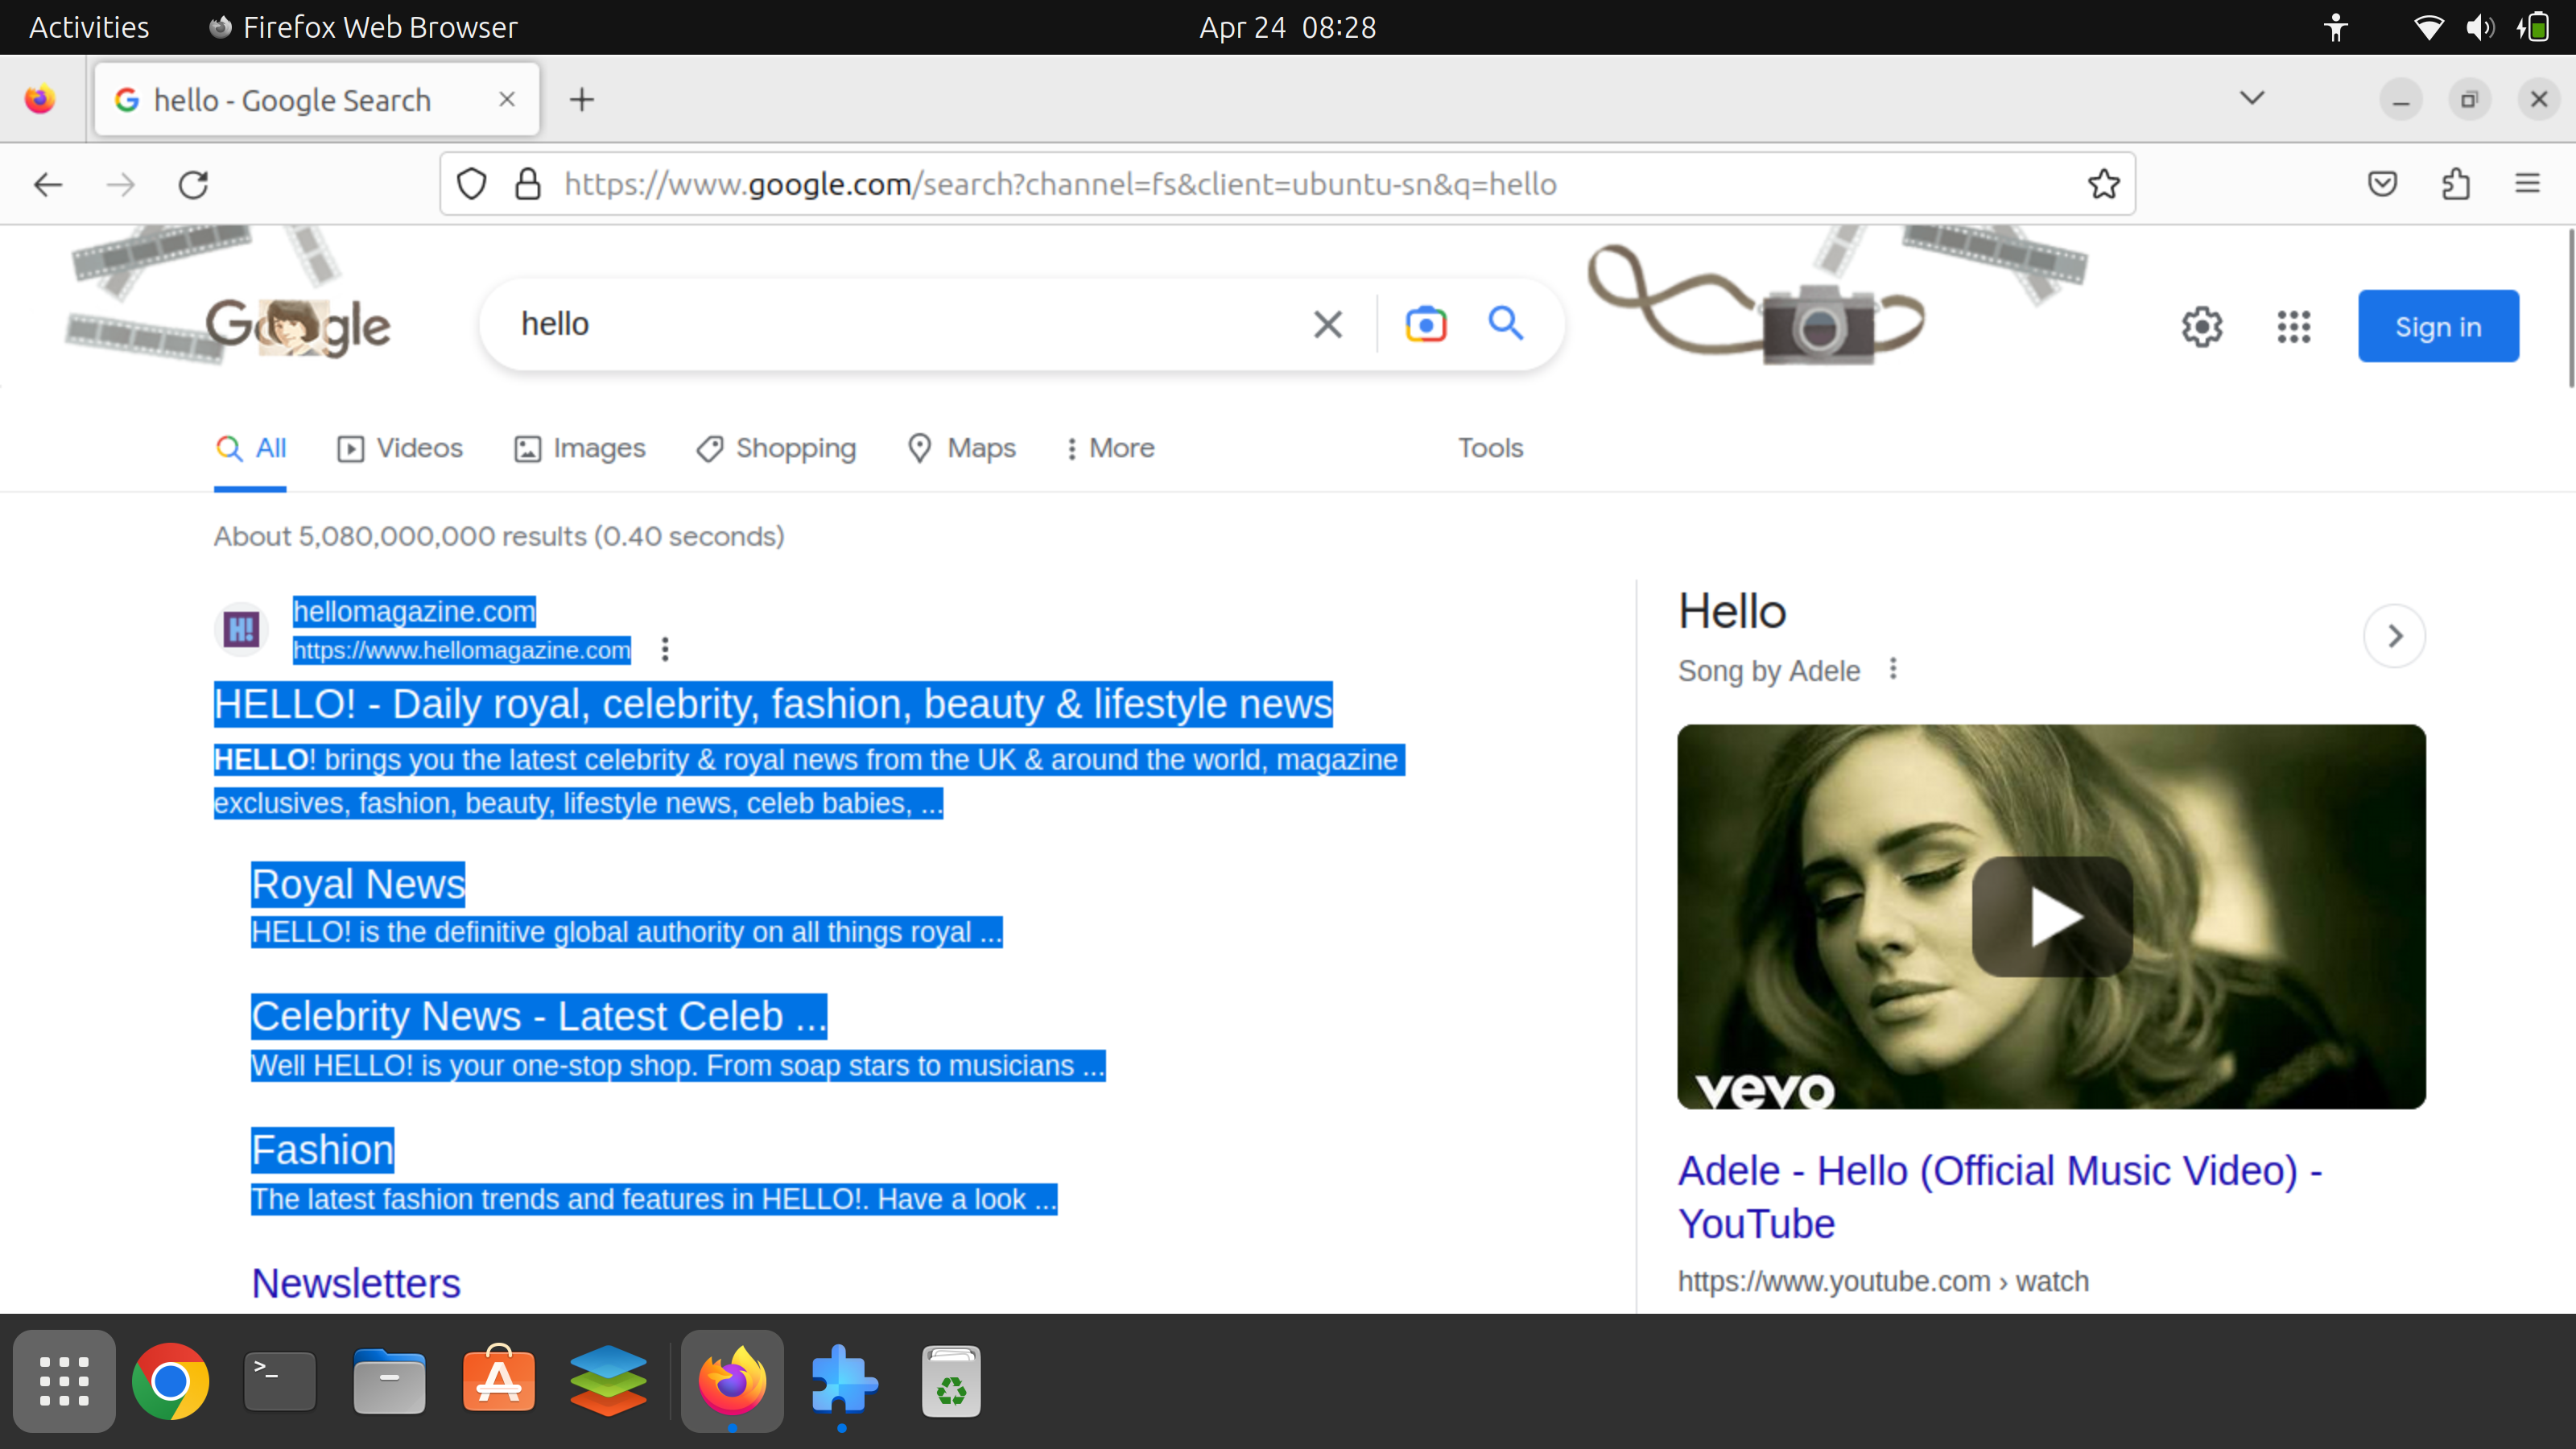 Activities Firefox Web Browser Apr 24 08:28
hello - Google Search
https://www.google.com/search?channel=fs&client=ubuntu-sn&q=hello
Google hello Sign in
All Videos Images Shopping Maps More Tools
About 5,080,000,000 results (0.40 seconds)
H! hellomagazine.com
https://www.hellomagazine.com
HELLO! - Daily royal, celebrity, fashion, beauty & lifestyle news
HELLO! brings you the latest celebrity & royal news from the UK & around the world, magazine
exclusives, fashion, beauty, lifestyle news, celeb babies, ...
Royal News
HELLO! is the definitive global authority on all things royal ...
Celebrity News - Latest Celeb ...
Well HELLO! is your one-stop shop. From soap stars to musicians ...
Fashion
The latest fashion trends and features in HELLO!. Have a look ...
Newsletters
Hello
Song by Adele
vevo
Adele - Hello (Official Music Video) -
YouTube
https://www.youtube.com › watch